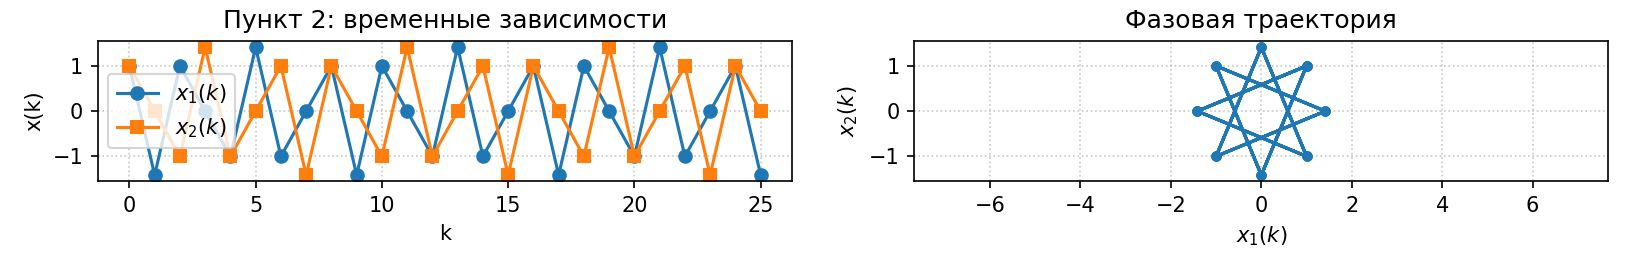 Пункт 2: временные зависимости
x(k)
1
0
−1
x₁(k)
x₂(k)
0 5 10 15 20 25
k
Фазовая траектория
x₂(k)
1
0
−1
−6 −4 −2 0 2 4 6
x₁(k)